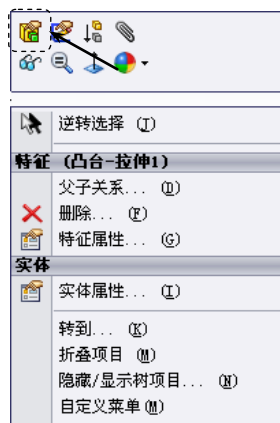 逆转选择 (T)
特征 (凸台-拉伸1)
父子关系... (D)
删除... (F)
特征属性... (G)
实体
实体属性... (I)
转到... (K)
折叠项目 (M)
隐藏/显示树项目... (N)
自定义菜单(M)